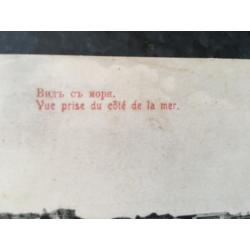 Видъ съ моря.
Vue prise du côté de la mer.